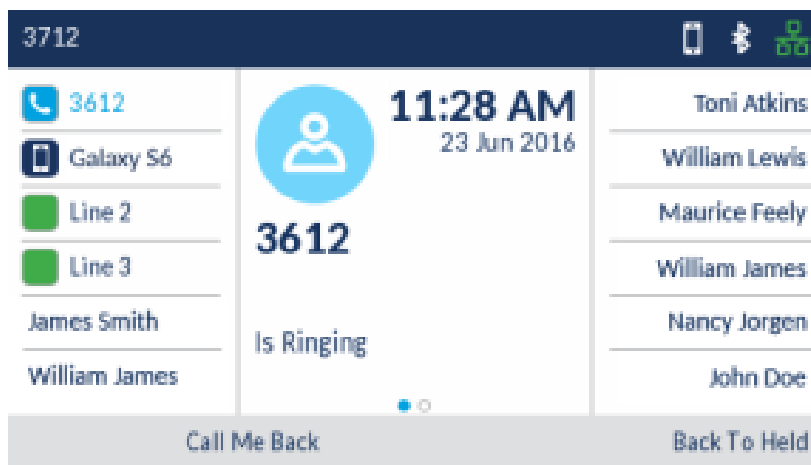 3712
3612
Galaxy S6
Line 2
Line 3
James Smith
William James
11:28 AM
23 Jun 2016
3612
Is Ringing
Toni Atkins
William Lewis
Maurice Feely
William James
Nancy Jorgen
John Doe
Call Me Back
Back To Held